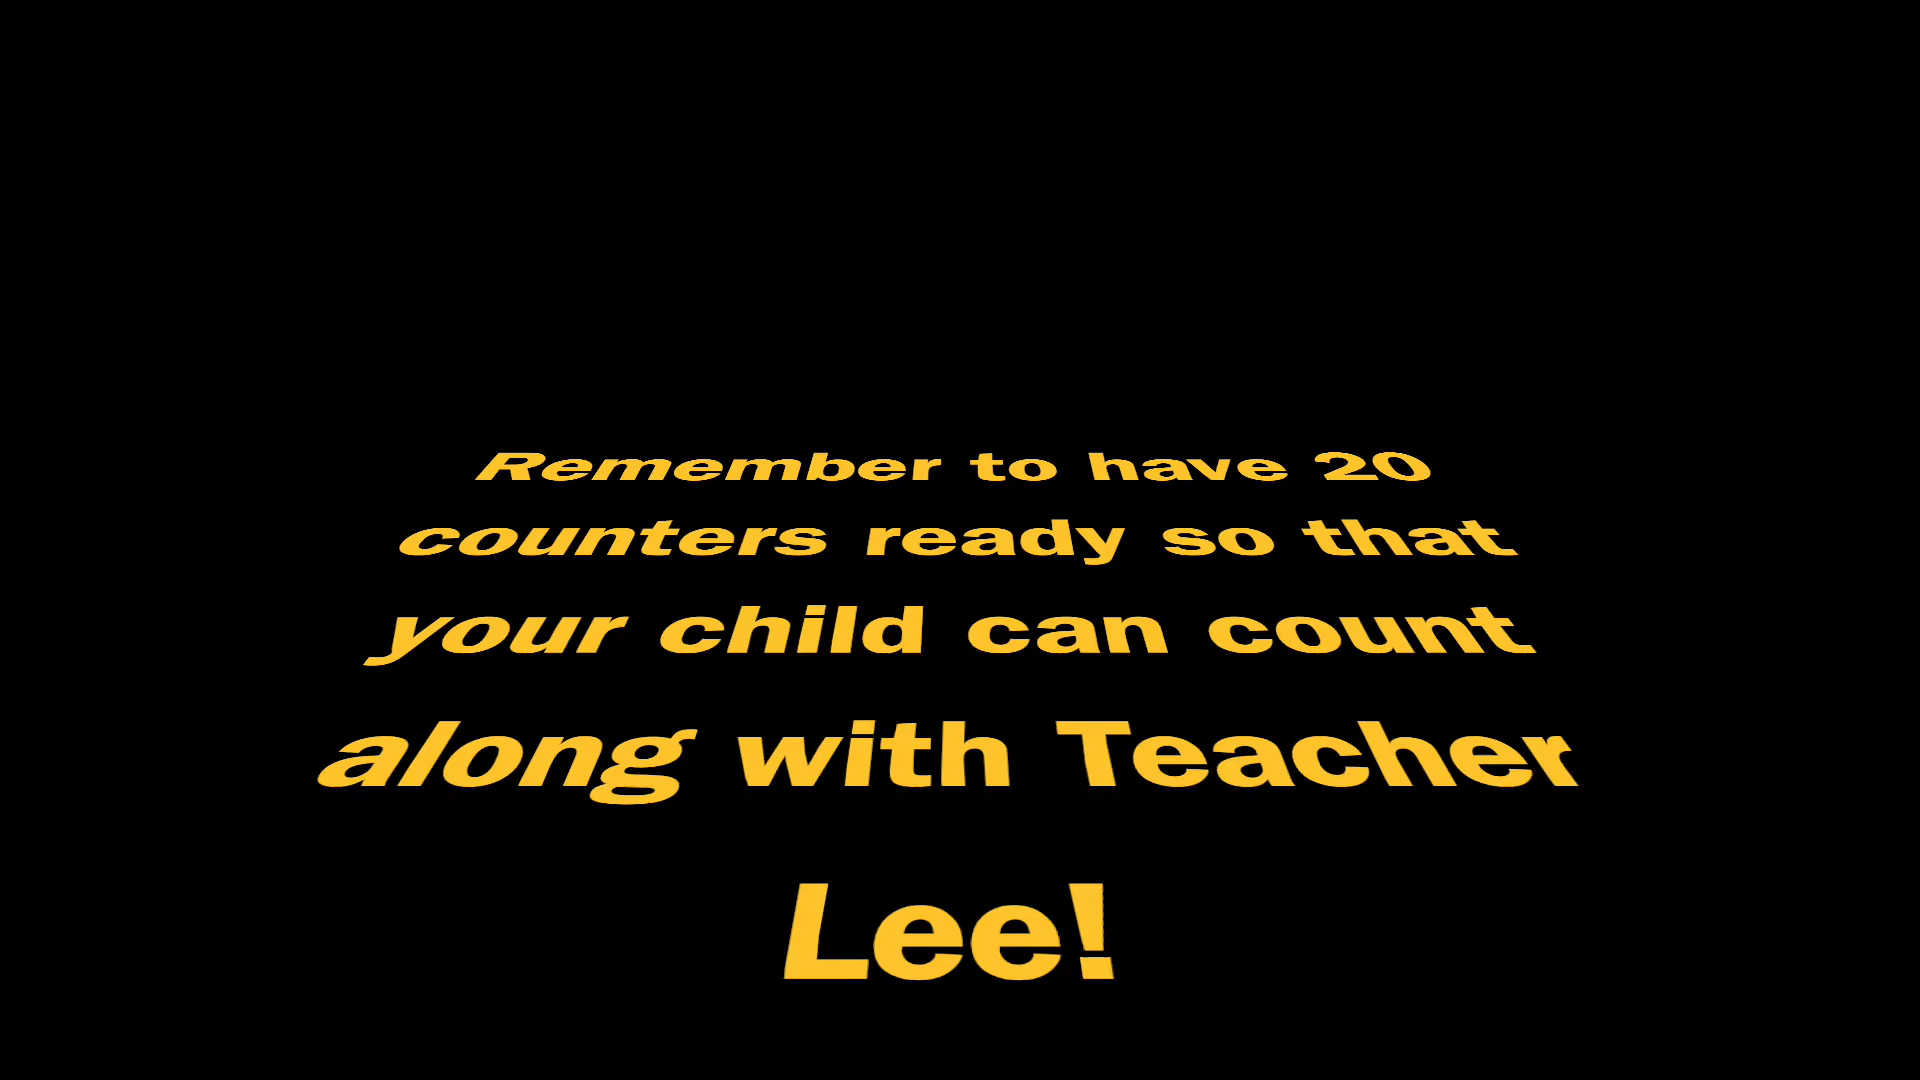 Remember to have 20
counters ready so that
your child can count
along with Teacher
Lee!